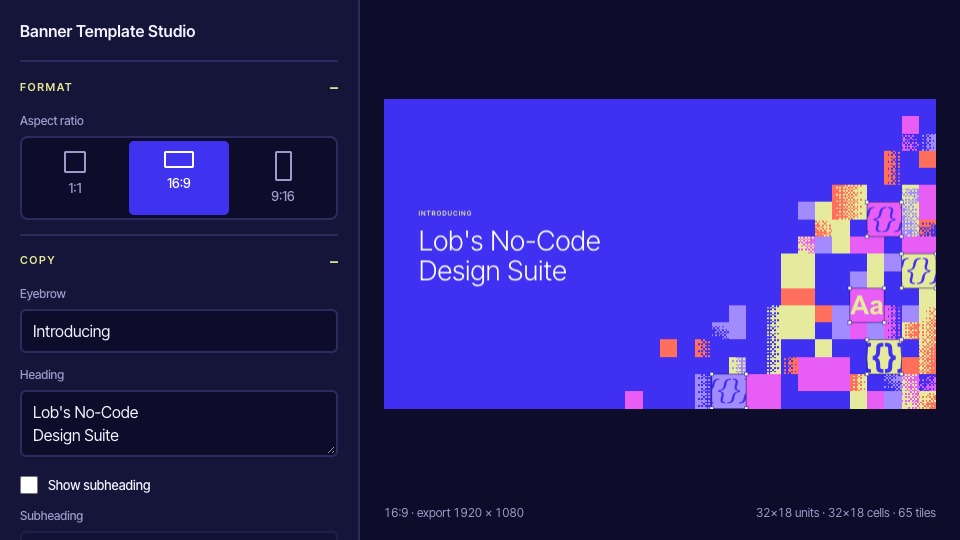 Banner Template Studio
FORMAT
Aspect ratio
1:1
16:9
9:16
COPY
Eyebrow
Introducing
Heading
Lob's No-Code
Design Suite
Show subheading
Subheading
INTRODUCING
Lob's No-Code
Design Suite
{}
{}
Aa
{}
{}
16:9 · export 1920 × 1080
32×18 units · 32×18 cells · 65 tiles